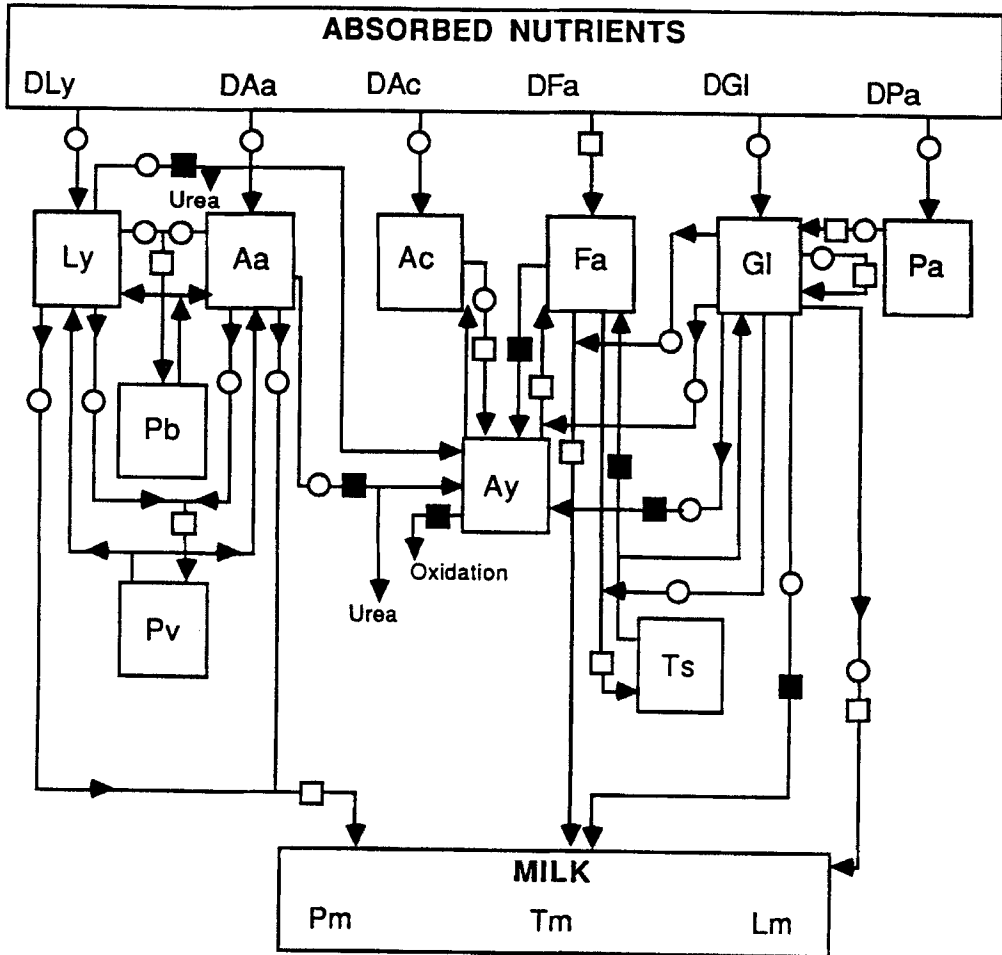 ABSORBED NUTRIENTS
DLy DAa DAc DFa DGl DPa
Urea
Ly Aa Ac Fa Gl Pa
Pb
Ay
Oxidation
Urea
Pv
Ts
MILK
Pm Tm Lm